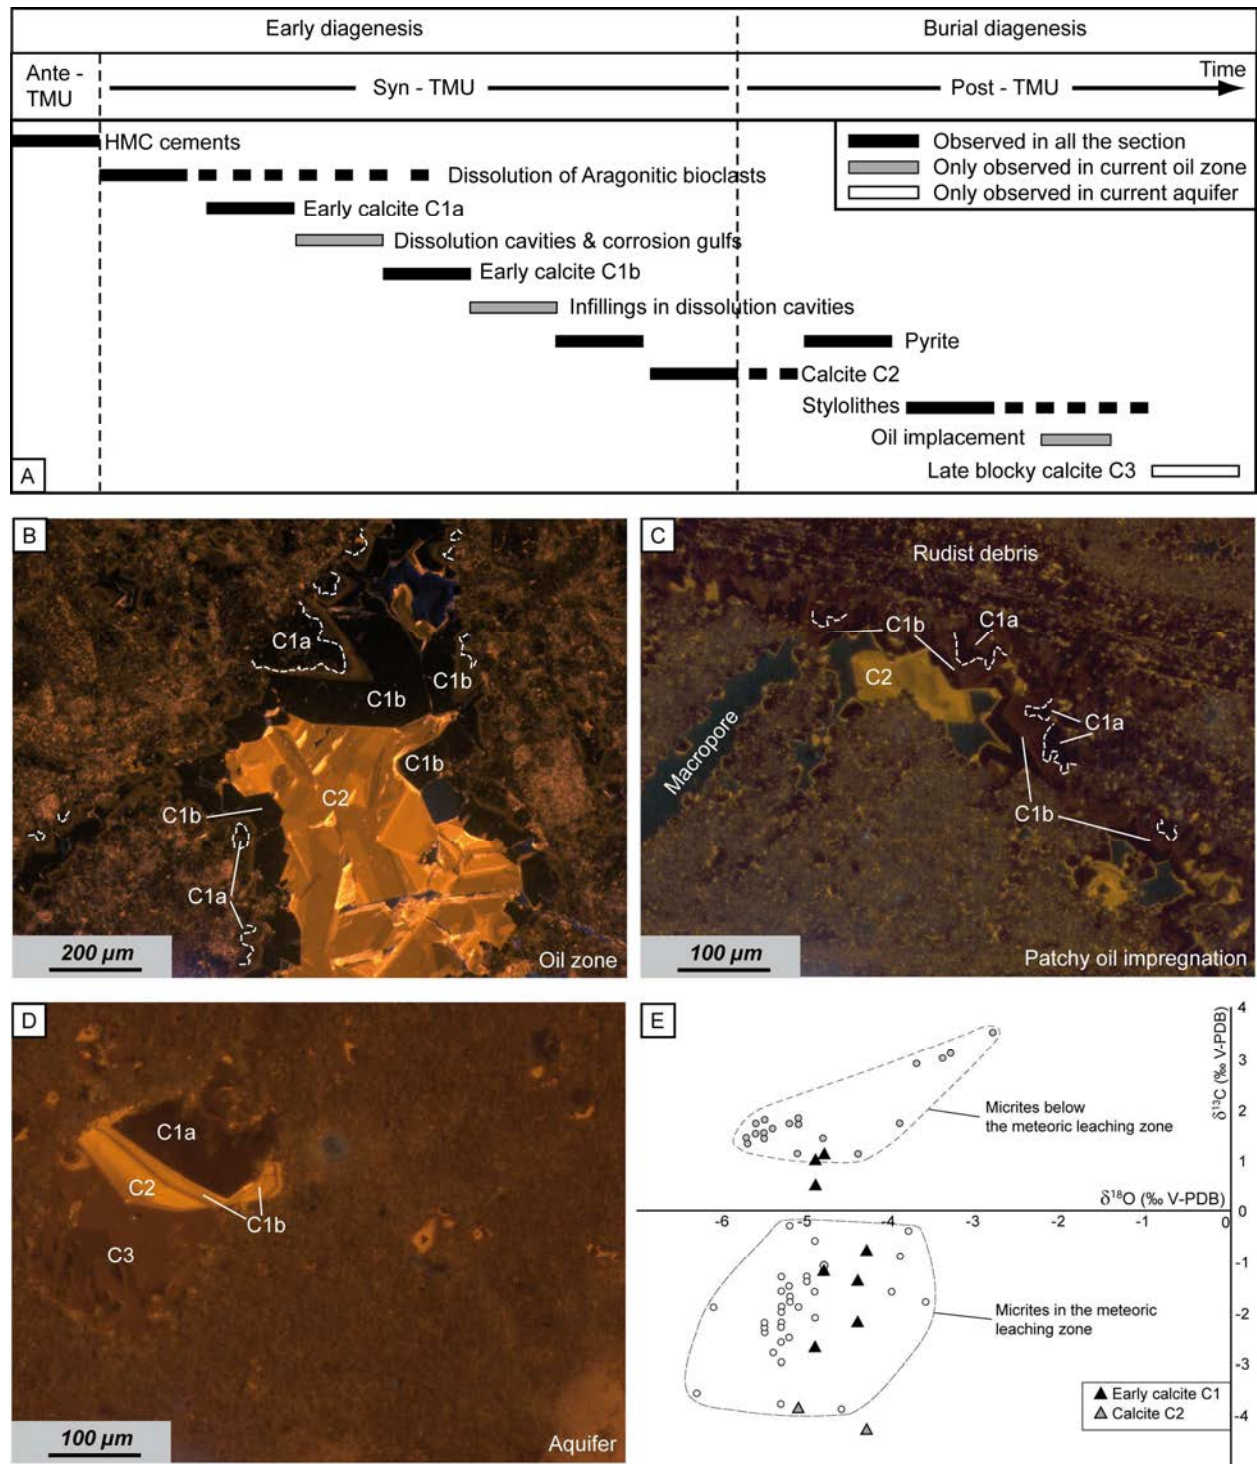 Early diagenesis
Burial diagenesis
Ante -
TMU
Syn - TMU
Post - TMU
Time
HMC cements
Dissolution of Aragonitic bioclasts
Early calcite C1a
Dissolution cavities & corrosion gulfs
Early calcite C1b
Infillings in dissolution cavities
Pyrite
Calcite C2
Stylolithes
Oil implacement
Late blocky calcite C3
Observed in all the section
Only observed in current oil zone
Only observed in current aquifer
A
B
C1a
C1b
C1b
C1b
C2
C1b
C1a
200 µm
Oil zone
C
Rudist debris
C1b
C1a
C2
Macropore
C1a
C1b
100 µm
Patchy oil impregnation
D
C1a
C2
C1b
C3
100 µm
Aquifer
E
4
δ13C (‰ V-PDB)
3
Micrites below
the meteoric leaching zone
2
1
δ18O (‰ V-PDB)
0
-6
-5
-4
-3
-2
-1
0
-1
Micrites in the meteoric
leaching zone
-2
-3
Early calcite C1
Calcite C2
-4